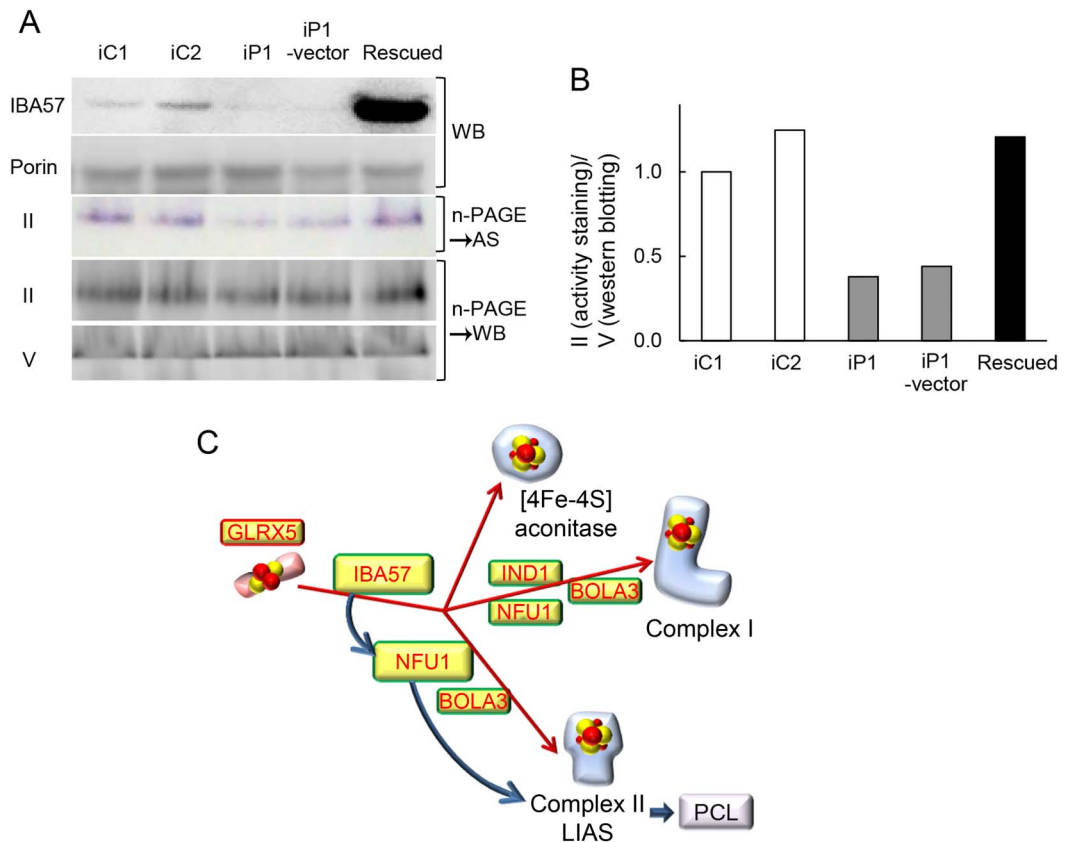 A
iC1 iC2 iP1 iP1
-vector Rescued
IBA57
Porin
II
II
V
WB
n-PAGE
→AS
n-PAGE
→WB
B
II (activity staining)/
V (western blotting)
1.0
0.5
0.0
iC1 iC2 iP1 iP1
-vector Rescued
C
GLRX5
IBA57
NFU1
BOLA3
[4Fe-4S]
aconitase
IND1
NFU1
BOLA3
Complex I
Complex II
LIAS
PCL